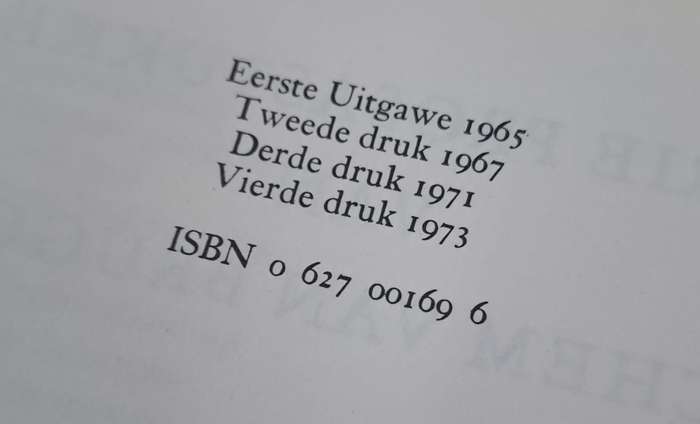 Eerste Uitgawe 1965
Tweede druk 1967
Derde druk 1971
Vierde druk 1973
ISBN 0 627 00169 6